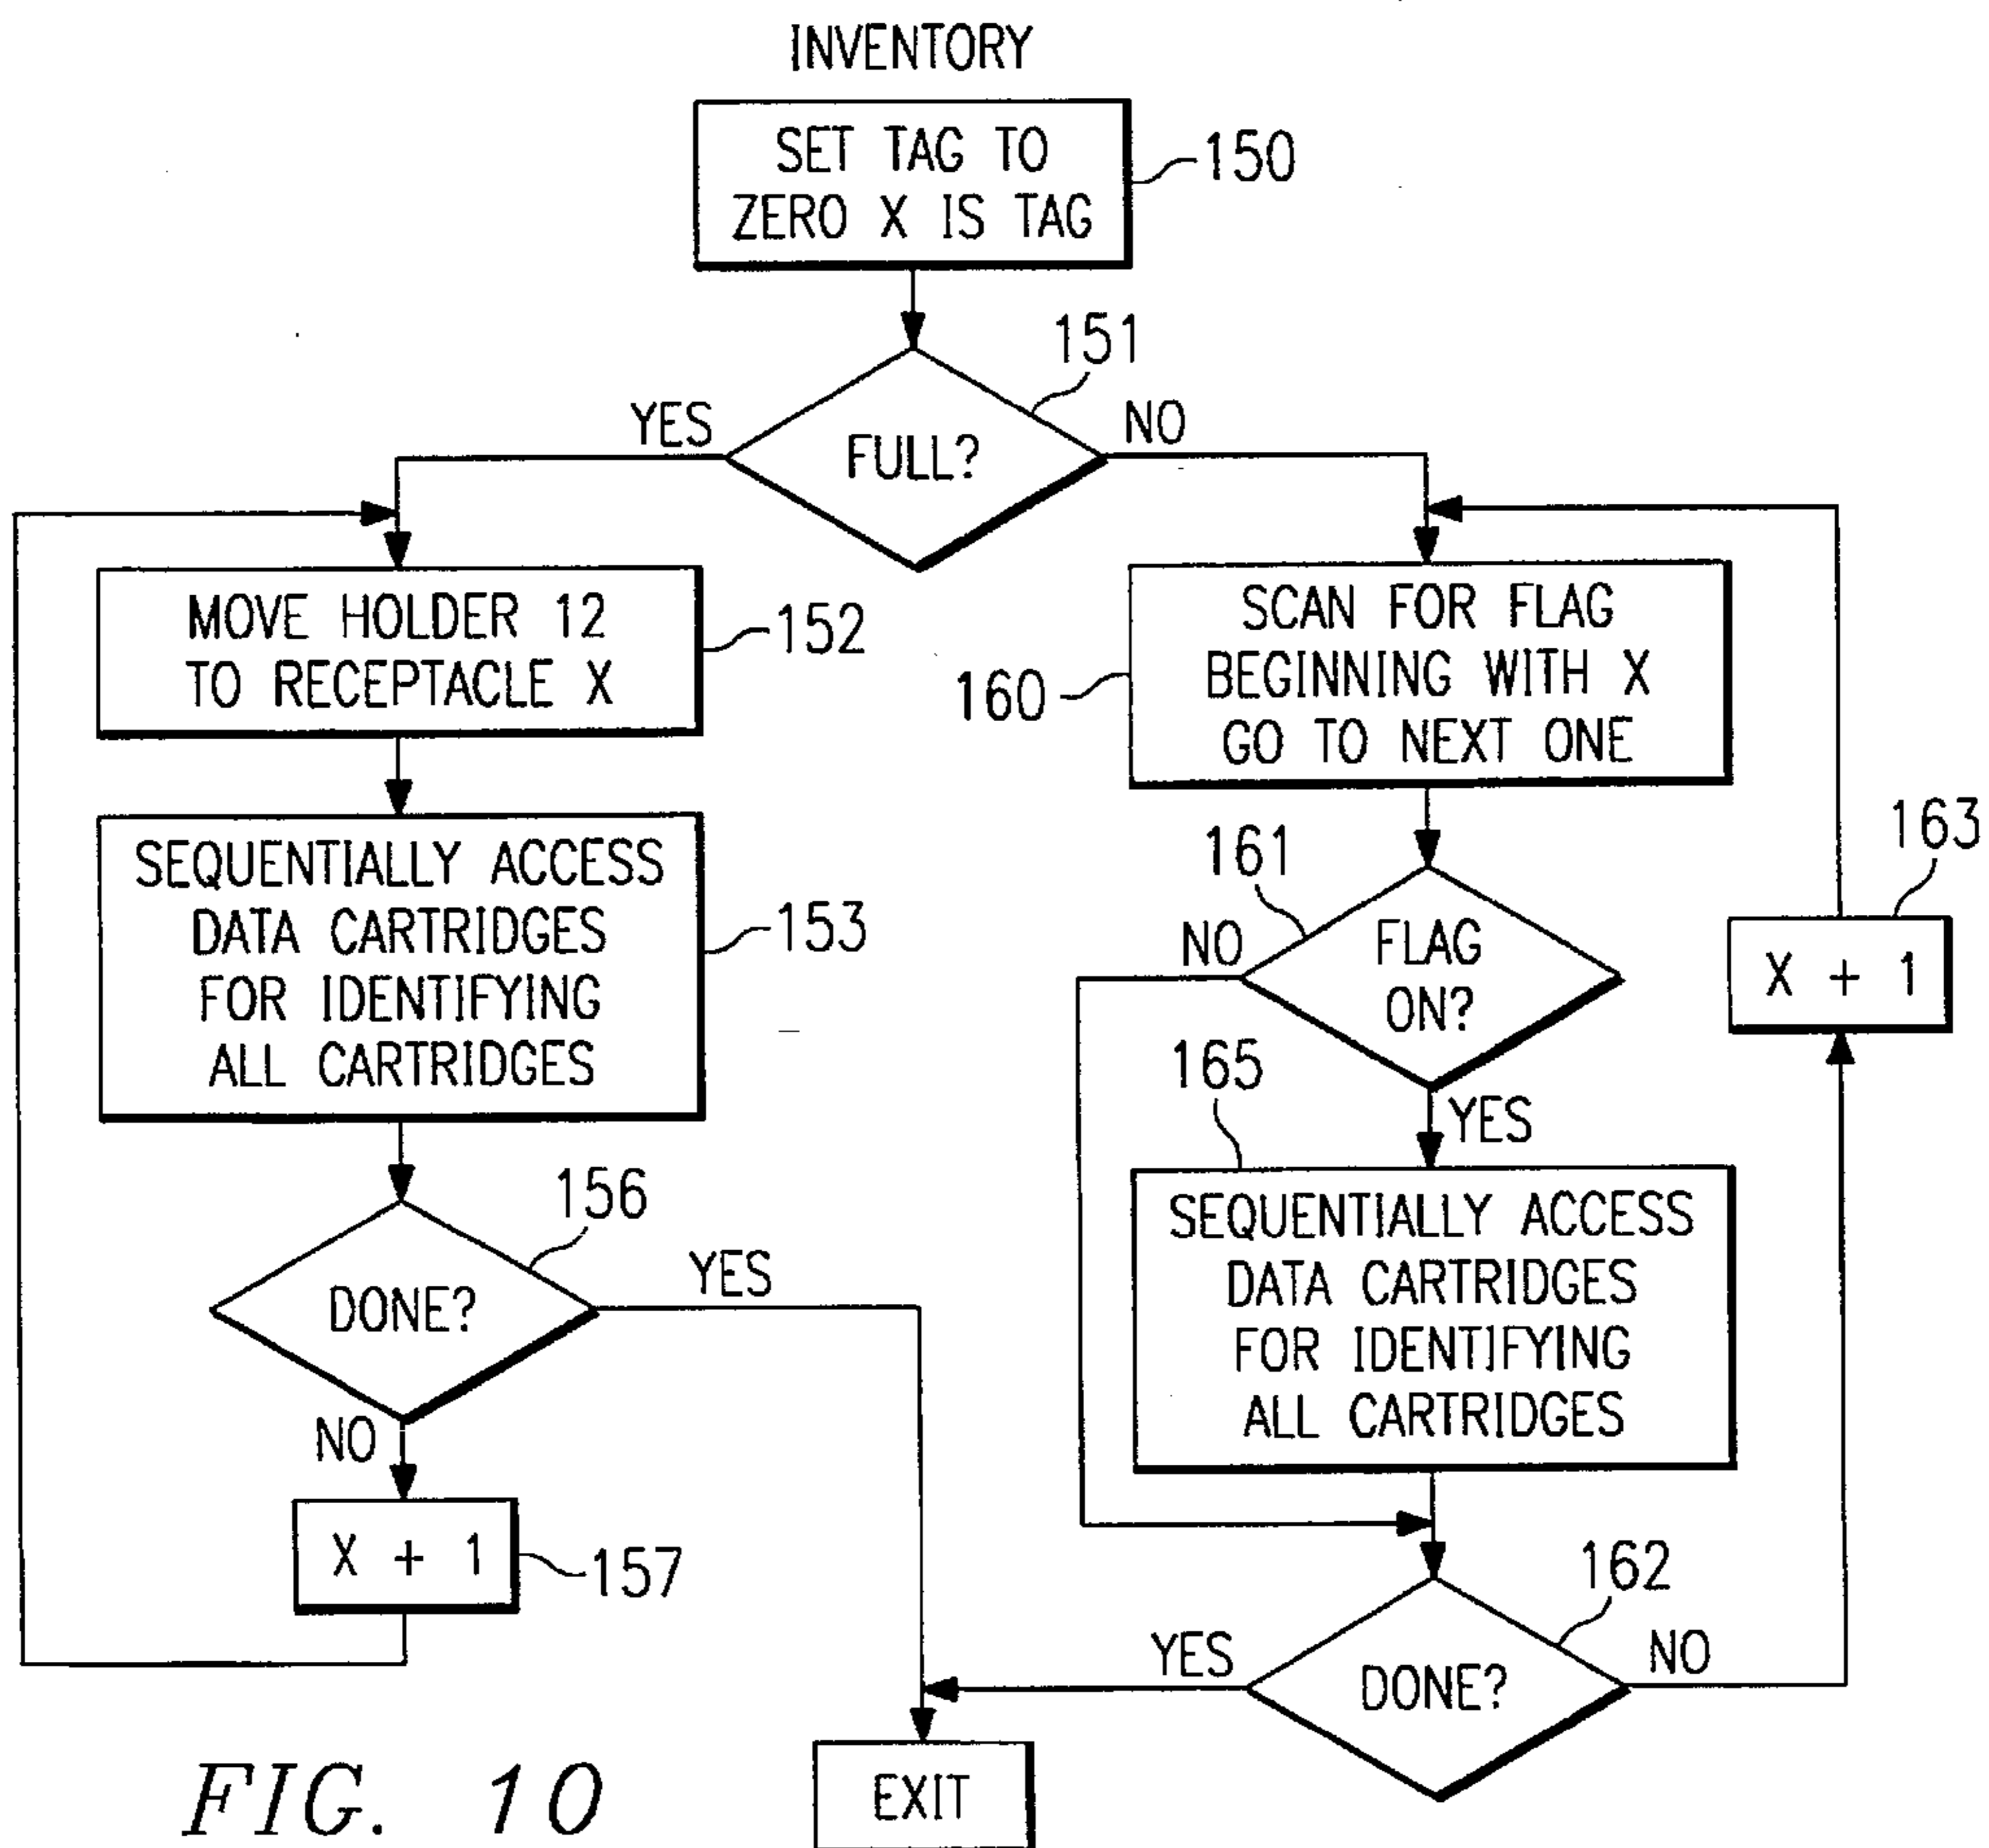 INVENTORY
SET TAG TO
ZERO X IS TAG
150
151
YES
FULL?
NO
MOVE HOLDER 12
TO RECEPTACLE X
152
SEQUENTIALLY ACCESS
DATA CARTRIDGES
FOR IDENTIFYING
ALL CARTRIDGES
153
156
DONE?
YES
NO
X + 1
157
160
SCAN FOR FLAG
BEGINNING WITH X
GO TO NEXT ONE
161
NO
FLAG
ON?
YES
163
X + 1
165
SEQUENTIALLY ACCESS
DATA CARTRIDGES
FOR IDENTIFYING
ALL CARTRIDGES
162
YES
DONE?
NO
EXIT
FIG. 10